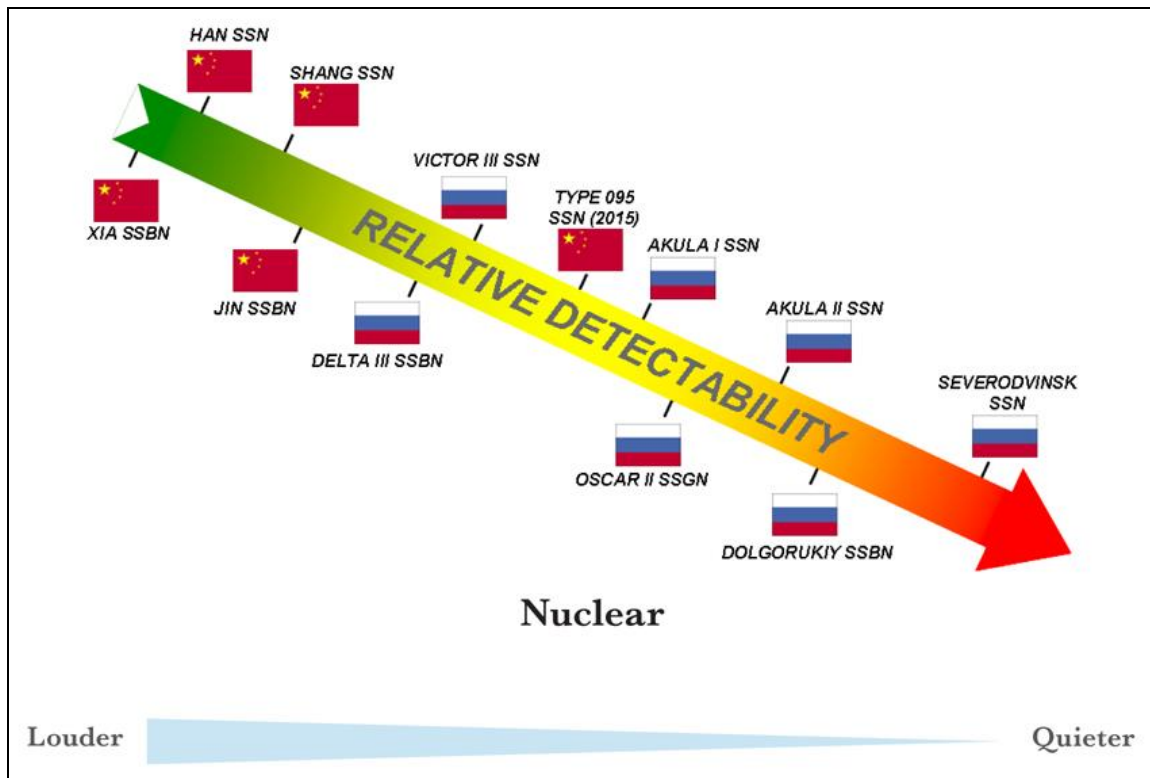 HAN SSN
SHANG SSN
XIA SSBN
JIN SSBN
VICTOR III SSN
DELTA III SSBN
TYPE 095
SSN (2015)
AKULA I SSN
OSCAR II SSGN
AKULA II SSN
DOLGORUKIY SSBN
SEVERODVINSK
SSN
RELATIVE DETECTABILITY
Nuclear
Louder
Quieter